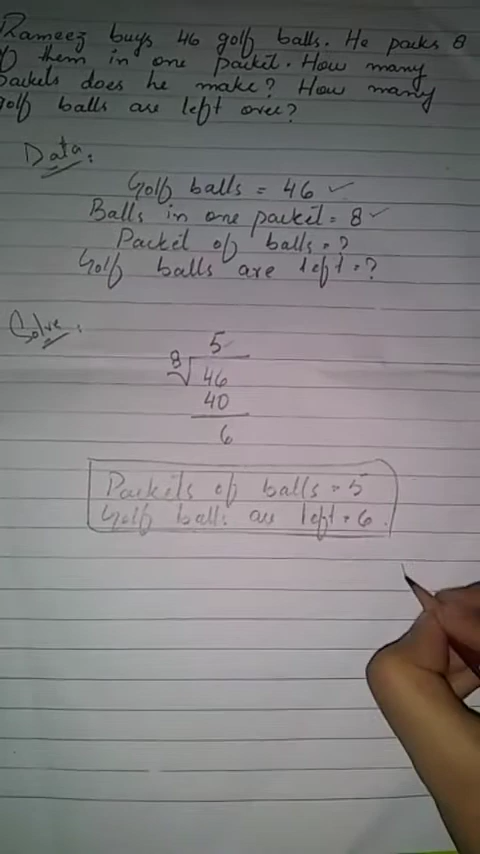 Rameez buys 46 golf balls. He packs 8
of them in one packet. How many
packets does he make? How many
golf balls are left over?
Data:
Golf balls = 46 ✓
Balls in one packet = 8 ✓
Packet of balls = ?
Golf balls are left = ?
Solve:
5
8√46
40
6
Packets of balls = 5
Golf balls are left = 6.